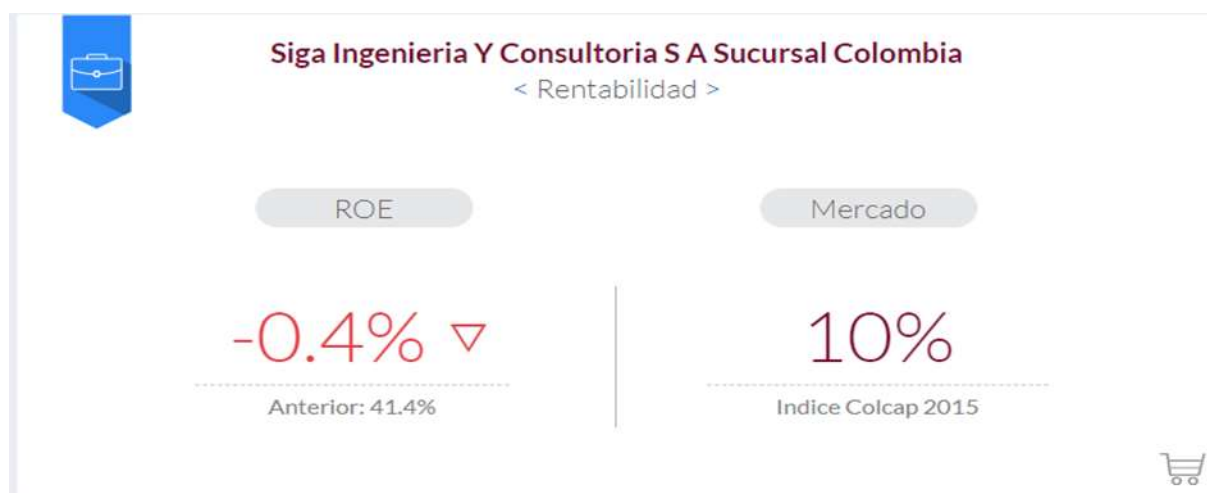 Siga Ingenieria Y Consultoria S A Sucursal Colombia
< Rentabilidad >
ROE
Mercado
-0.4% ▽
10%
Anterior: 41.4%
Indice Colcap 2015